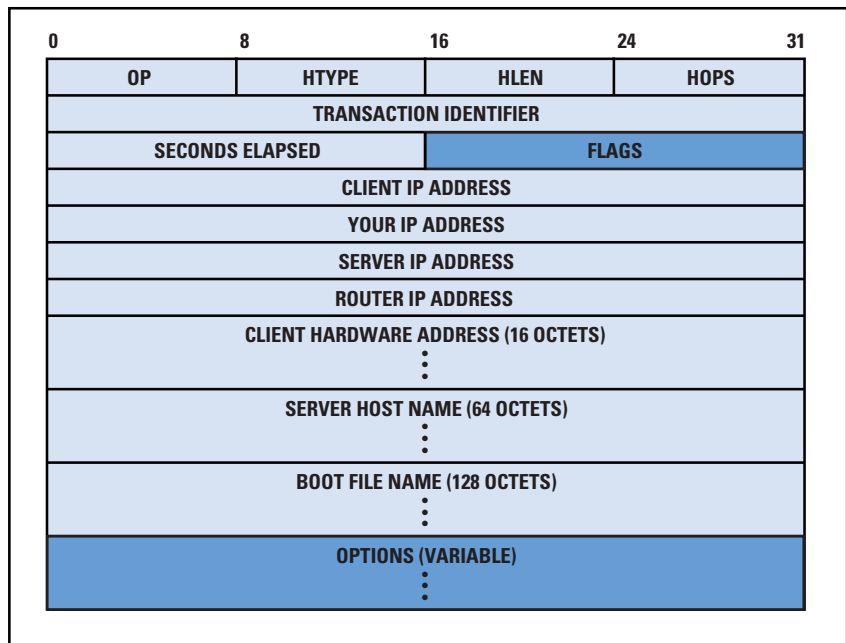 0 8 16 24 31
OP HTYPE HLEN HOPS
TRANSACTION IDENTIFIER
SECONDS ELAPSED FLAGS
CLIENT IP ADDRESS
YOUR IP ADDRESS
SERVER IP ADDRESS
ROUTER IP ADDRESS
CLIENT HARDWARE ADDRESS (16 OCTETS)
SERVER HOST NAME (64 OCTETS)
BOOT FILE NAME (128 OCTETS)
OPTIONS (VARIABLE)